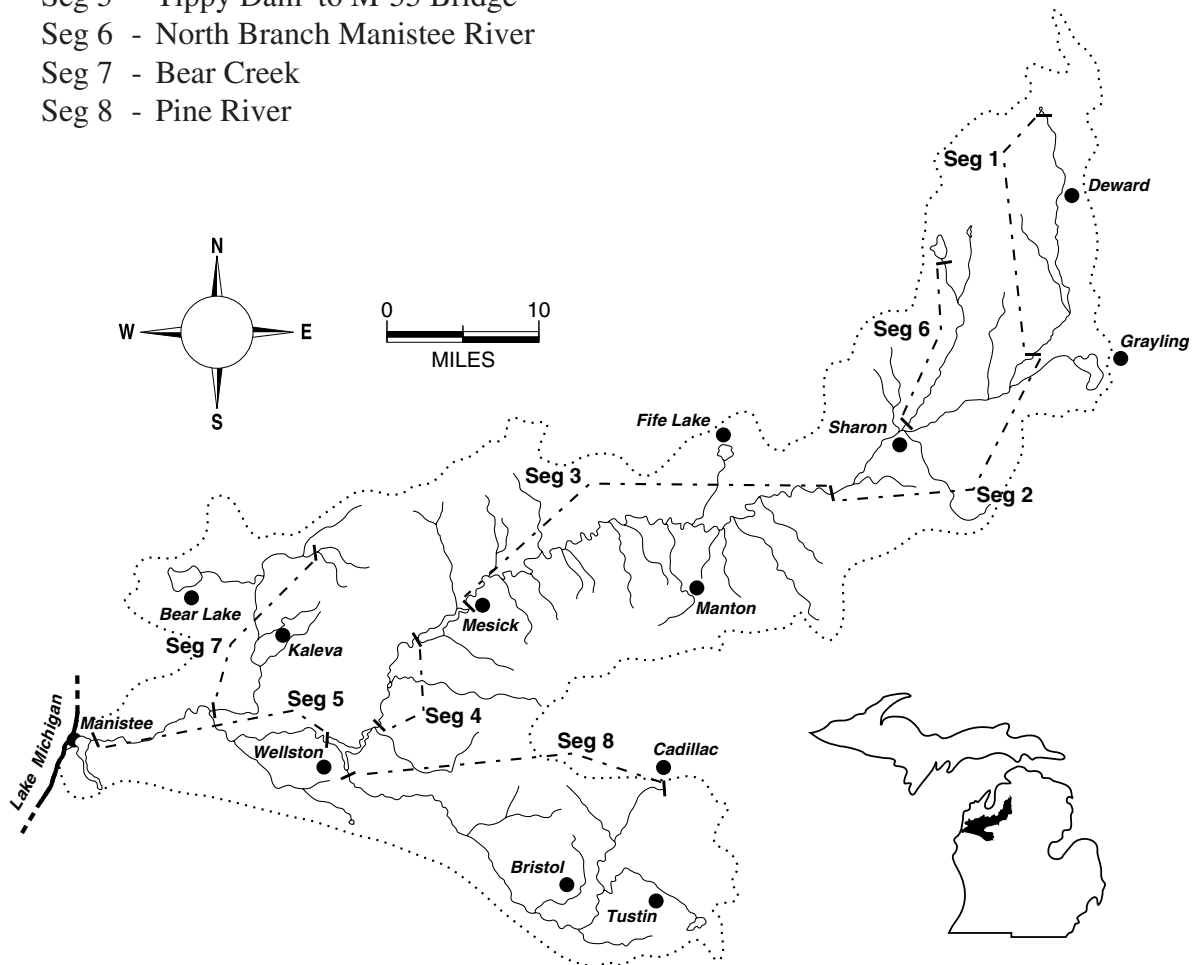 Seg 5 - Tippy Dam to M-55 Bridge
Seg 6 - North Branch Manistee River
Seg 7 - Bear Creek
Seg 8 - Pine River
Seg 1
Deward
N
W
E
S
0
10
MILES
Seg 6
Grayling
Fife Lake
Sharon
Seg 3
Seg 2
Bear Lake
Manton
Mesick
Seg 7
Kaleva
Seg 5
Seg 4
Manistee
Lake Michigan
Wellston
Seg 8
Cadillac
Bristol
Tustin